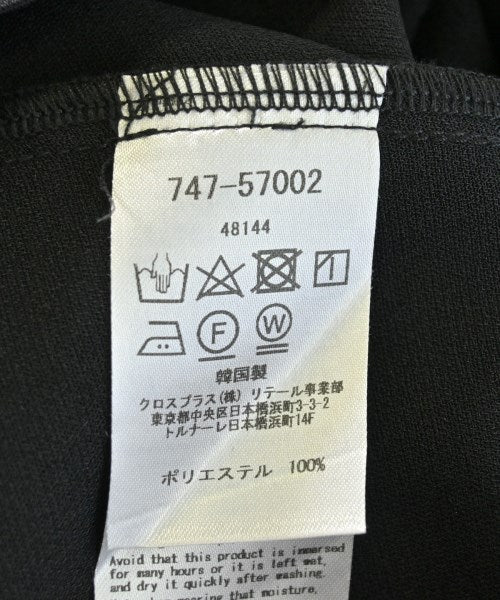 747-57002
48144
F W
韓国製
クロスプラス(株) リテール事業部
東京都中央区日本橋浜町3-3-2
トルナーレ日本橋浜町14F
ポリエステル 100%
Avoid that this product is immersed
for many hours or it is left wet,
and dry it quickly after washing.
appearing that moisture,